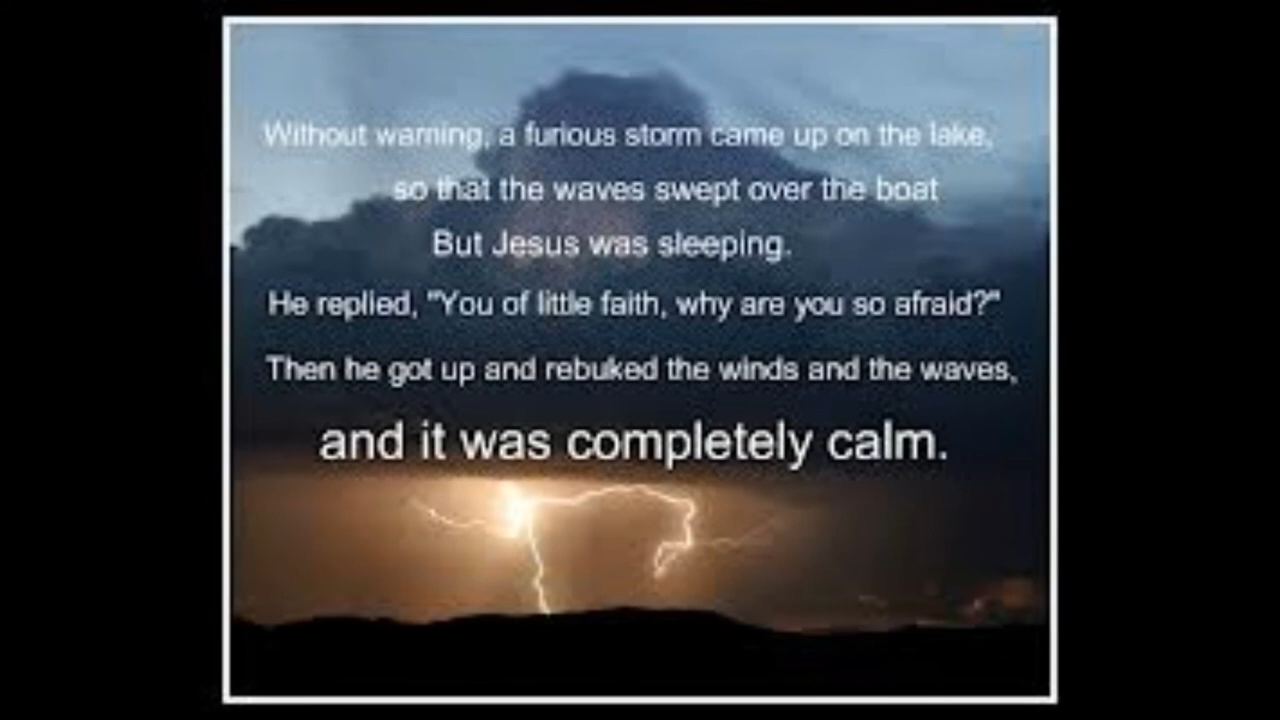 Without warning, a furious storm came up on the lake,
so that the waves swept over the boat
But Jesus was sleeping.
He replied, "You of little faith, why are you so afraid?"
Then he got up and rebuked the winds and the waves,
and it was completely calm.